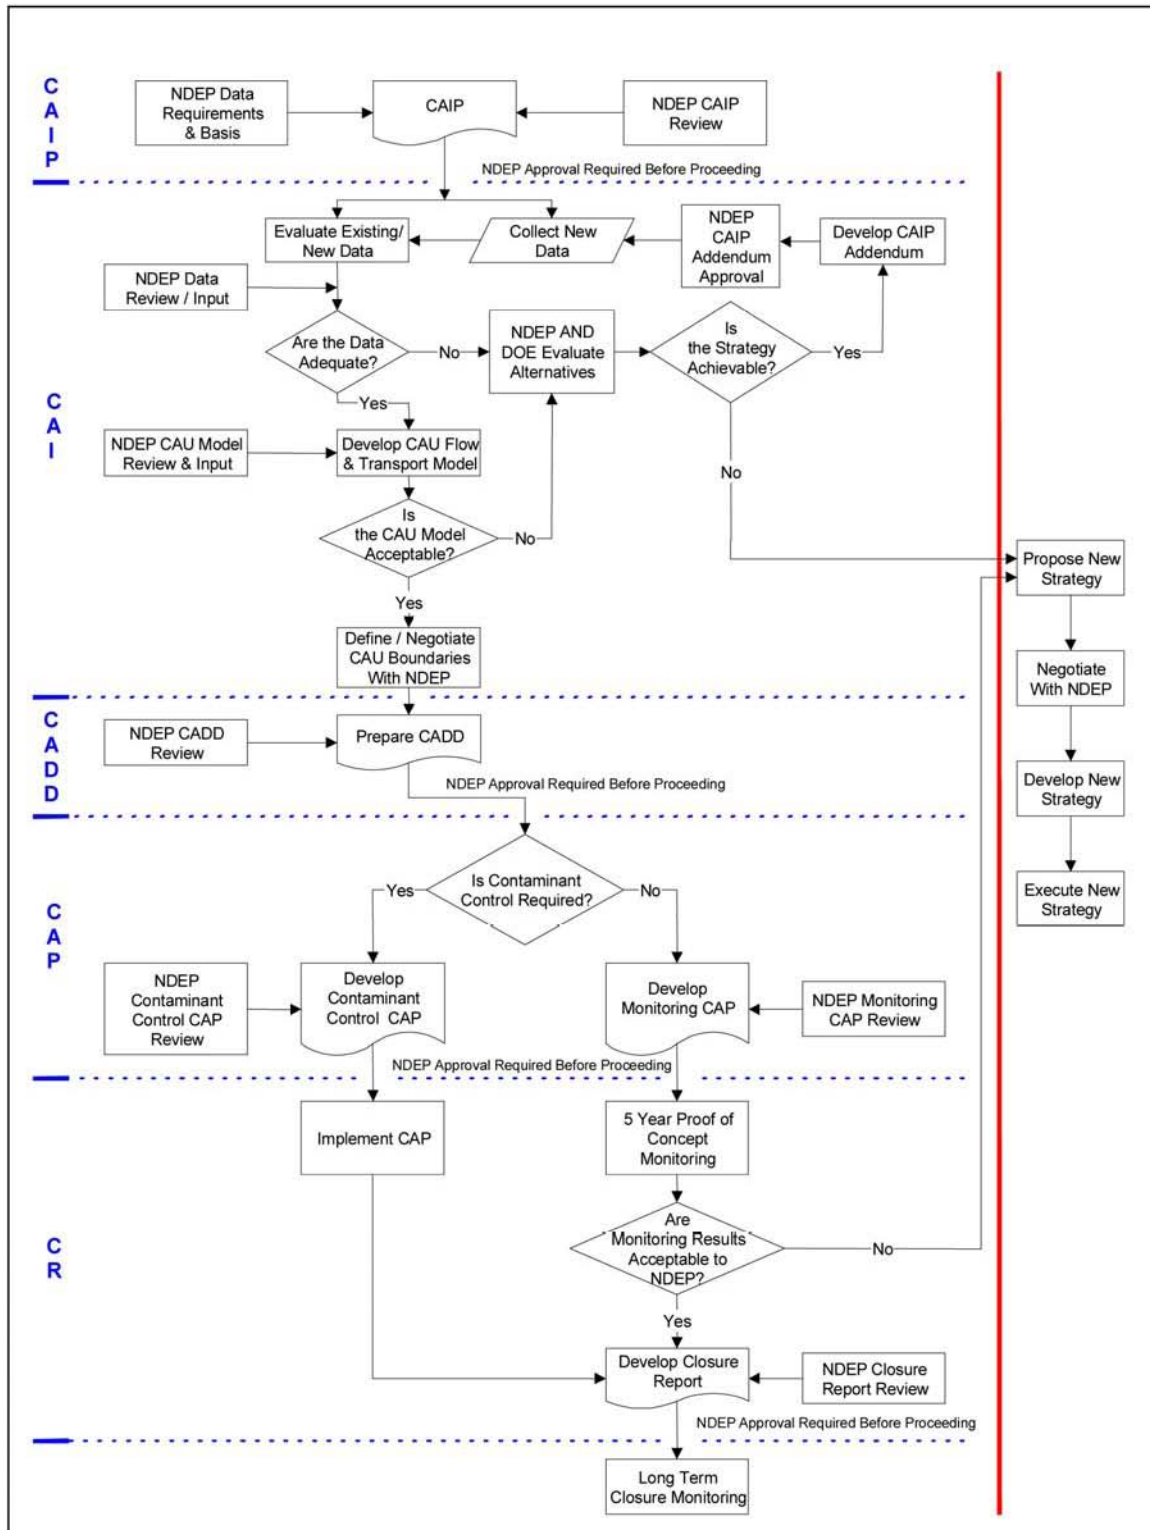 C
A
I
P
NDEP Data
Requirements
& Basis
CAIP
NDEP CAIP
Review
NDEP Approval Required Before Proceeding
Evaluate Existing/
New Data
Collect New
Data
NDEP
CAIP
Addendum
Approval
Develop CAIP
Addendum
NDEP Data
Review / Input
Are the Data
Adequate?
No
NDEP AND
DOE Evaluate
Alternatives
Is
the Strategy
Achievable?
Yes
Yes
C
A
I
NDEP CAU Model
Review & Input
Develop CAU Flow
& Transport Model
No
Is
the CAU Model
Acceptable?
No
Yes
Define / Negotiate
CAU Boundaries
With NDEP
Propose New
Strategy
Negotiate
With NDEP
Develop New
Strategy
Execute New
Strategy
C
A
D
D
NDEP CADD
Review
Prepare CADD
NDEP Approval Required Before Proceeding
C
A
P
Is Contaminant
Control Required?
Yes
No
NDEP
Contaminant
Control CAP
Review
Develop
Contaminant
Control CAP
Develop
Monitoring CAP
NDEP Monitoring
CAP Review
NDEP Approval Required Before Proceeding
C
R
Implement CAP
5 Year Proof of
Concept
Monitoring
Are
Monitoring Results
Acceptable to
NDEP?
No
Yes
Develop Closure
Report
NDEP Closure
Report Review
NDEP Approval Required Before Proceeding
Long Term
Closure Monitoring